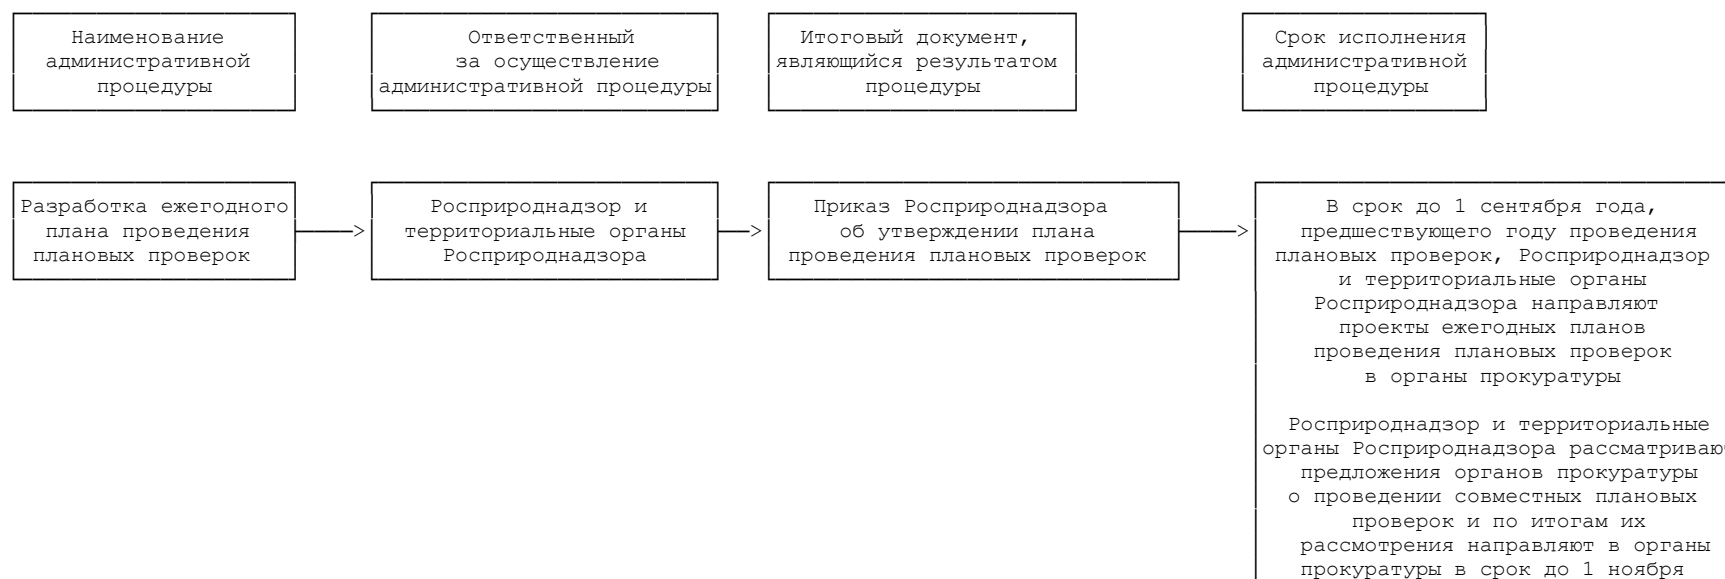 Наименование
административной
процедуры
Ответственный
за осуществление
административной процедуры
Итоговый документ,
являющийся результатом
процедуры
Срок исполнения
административной
процедуры
Разработка ежегодного
плана проведения
плановых проверок
Росприроднадзор и
территориальные органы
Росприроднадзора
Приказ Росприроднадзора
об утверждении плана
проведения плановых проверок
В срок до 1 сентября года,
предшествующего году проведения
плановых проверок, Росприроднадзор
и территориальные органы
Росприроднадзора направляют
проекты ежегодных планов
проведения плановых проверок
в органы прокуратуры
Росприроднадзор и территориальные
органы Росприроднадзора рассматривают
предложения органов прокуратуры
о проведении совместных плановых
проверок и по итогам их
рассмотрения направляют в органы
прокуратуры в срок до 1 ноября